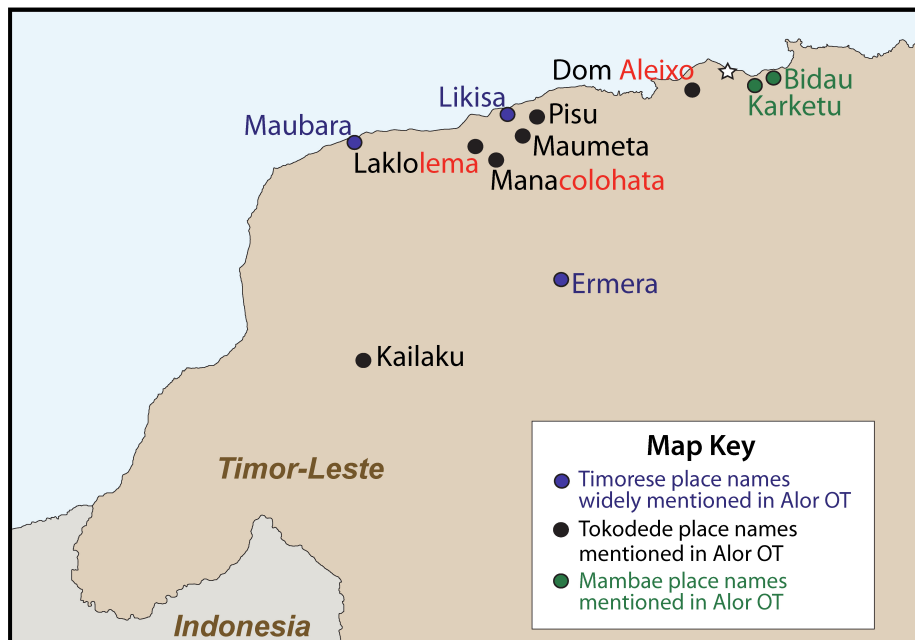 Dom Aleixo
Bidau
Karketu
Likisa
Pisu
Maubara
Maumeta
Laklolema
Manacolohata
Ermera
Kailaku
Timor-Leste
Indonesia
Map Key
Timorese place names
widely mentioned in Alor OT
Tokodede place names
mentioned in Alor OT
Mambae place names
mentioned in Alor OT